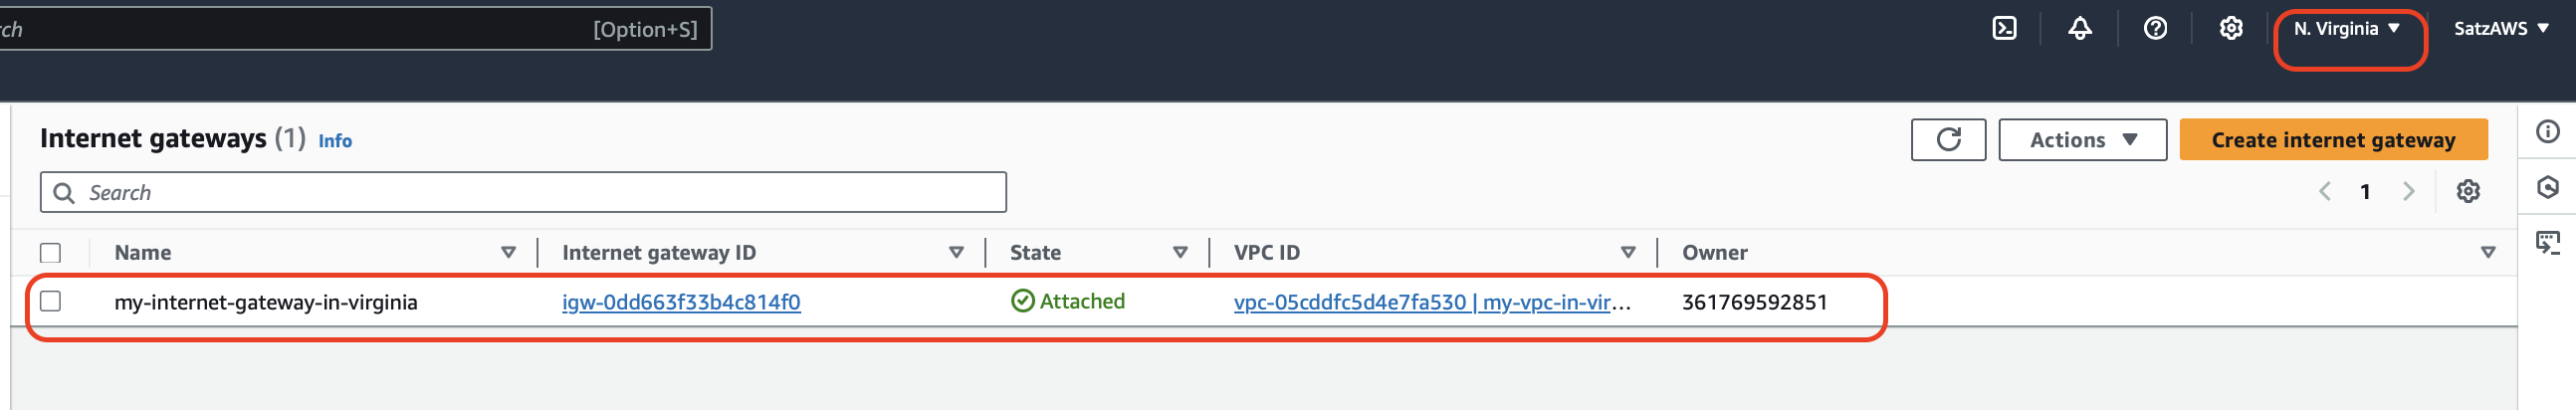 rch [Option+S] N. Virginia SatzAWS
Internet gateways (1) Info Actions Create internet gateway
Search 1
Name Internet gateway ID State VPC ID Owner
my-internet-gateway-in-virginia igw-0dd663f33b4c814f0 Attached vpc-05cddfc5d4e7fa530 | my-vpc-in-vir… 361769592851